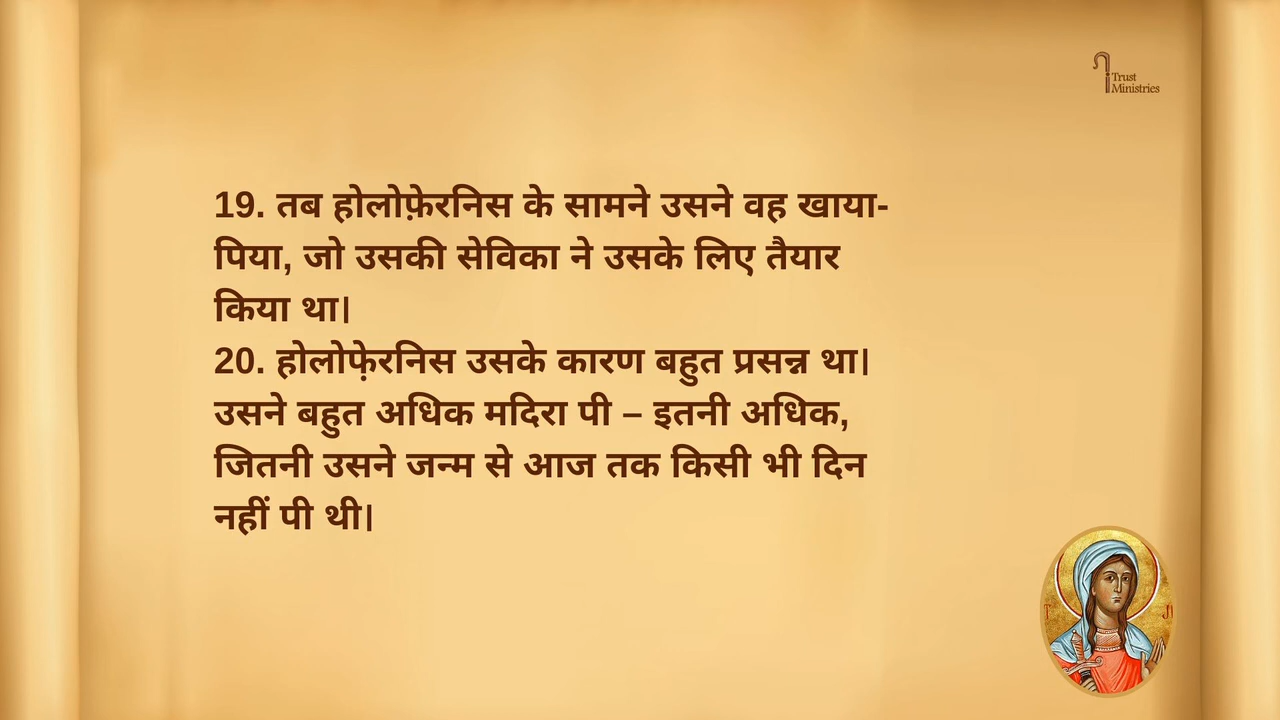 Trust
Ministries
19. तब होलोफ़ेरनिस के सामने उसने वह खाया-
पिया, जो उसकी सेविका ने उसके लिए तैयार
किया था।
20. होलोफ़ेरनिस उसके कारण बहुत प्रसन्न था।
उसने बहुत अधिक मदिरा पी – इतनी अधिक,
जितनी उसने जन्म से आज तक किसी भी दिन
नहीं पी थी।